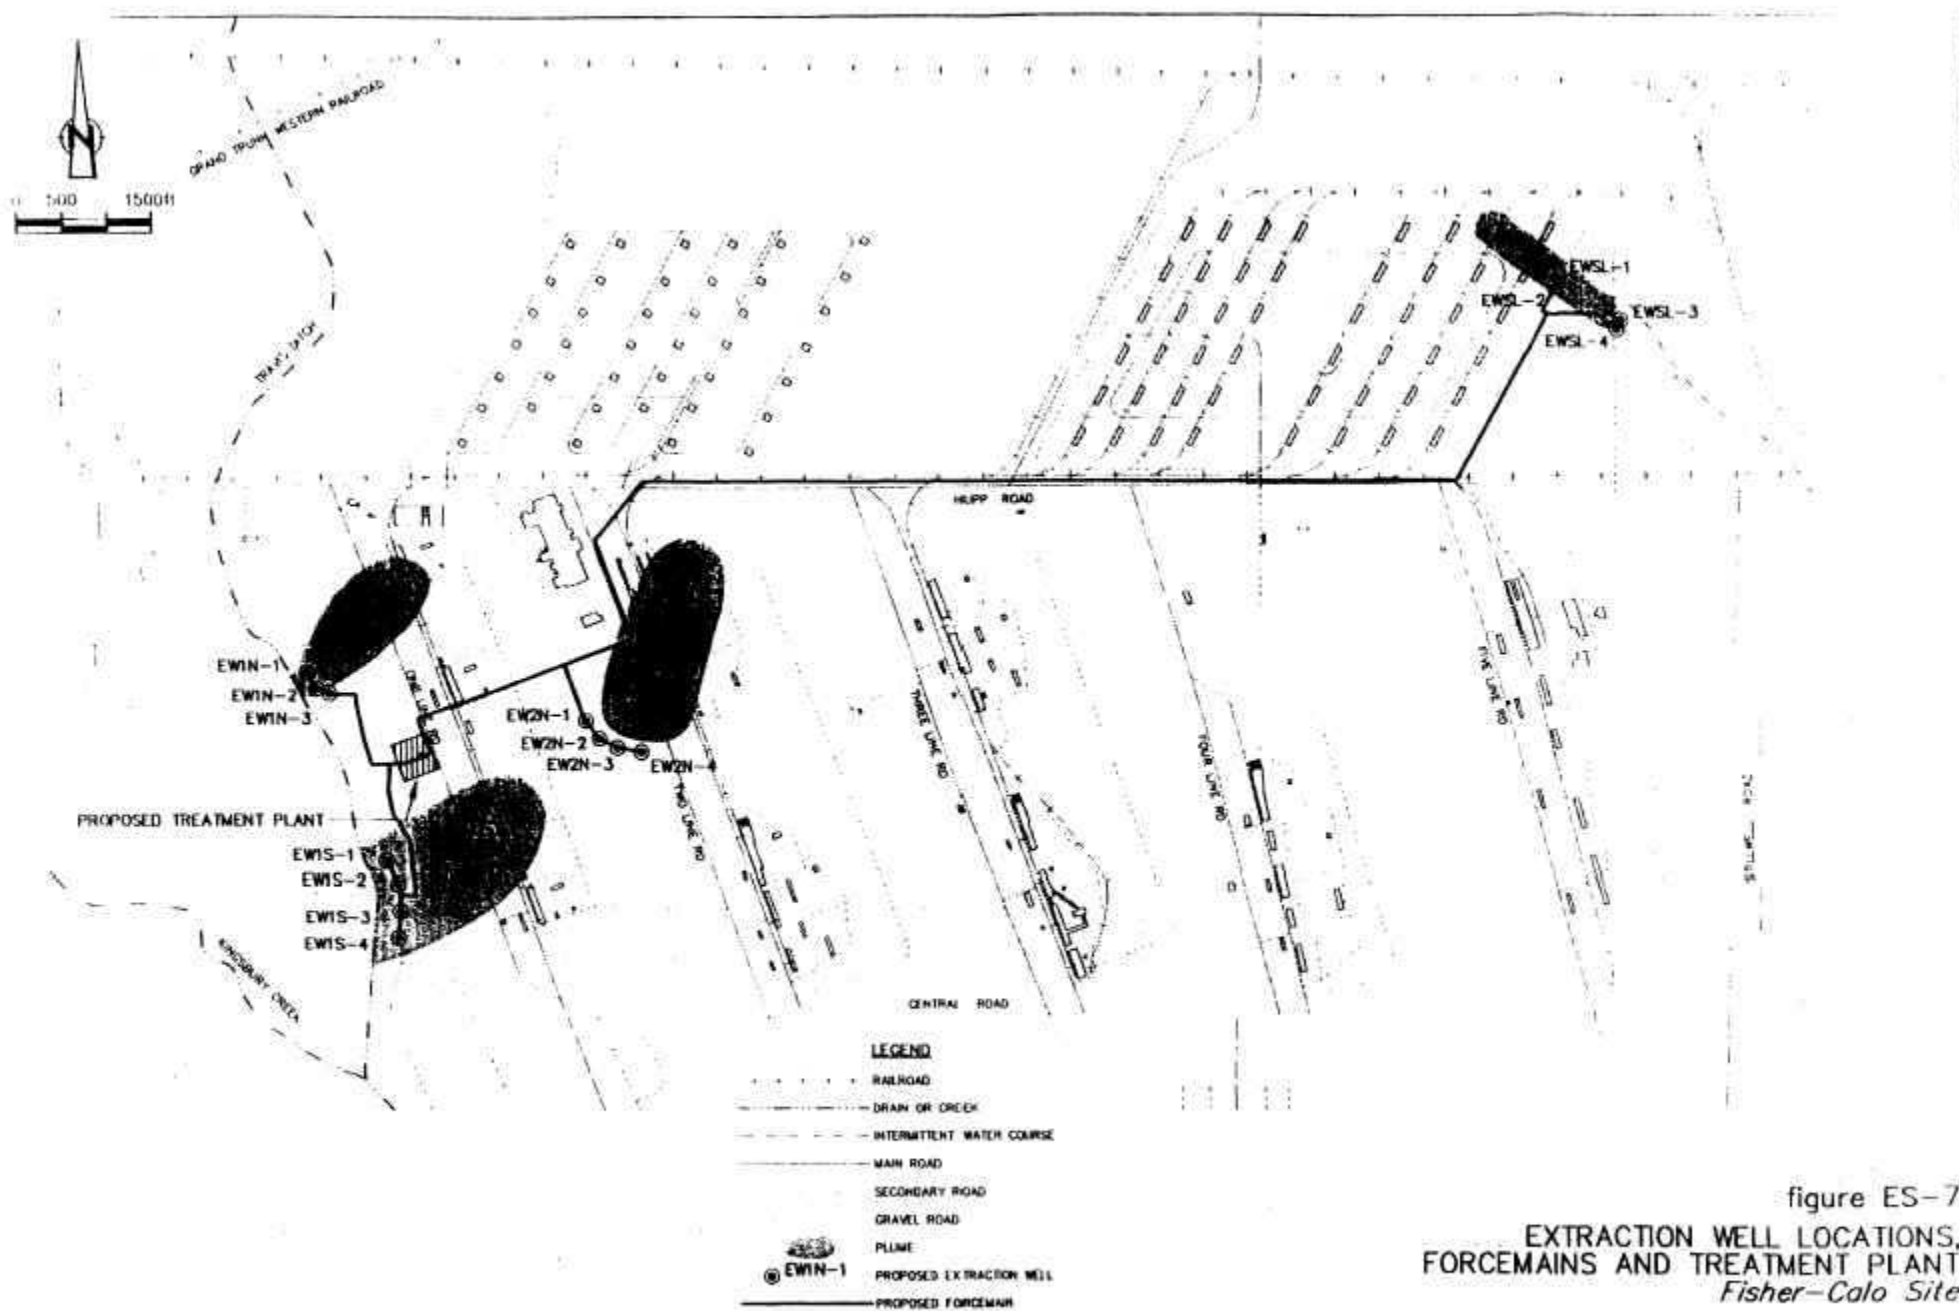 GRAND TRUNK WESTERN RAILROAD
N
0 500 1500ft
EWSL-1
EWSL-2
EWSL-3
EWSL-4
HUPP ROAD
EW1N-1
EW1N-2
EW1N-3
ONE LINE RD
EW2N-1
EW2N-2
EW2N-3
EW2N-4
TWO LINE RD
THREE LINE RD
FOUR LINE RD
FIVE LINE RD
PROPOSED TREATMENT PLANT
EW1S-1
EW1S-2
EW1S-3
EW1S-4
KINGSBURY CREEK
CENTRAL ROAD
LEGEND
RAILROAD
DRAIN OR CREEK
INTERMITTENT WATER COURSE
MAIN ROAD
SECONDARY ROAD
GRAVEL ROAD
PLUME
EW1N-1 PROPOSED EXTRACTION WELL
PROPOSED FORCEMAIN
figure ES-7
EXTRACTION WELL LOCATIONS,
FORCEMAINS AND TREATMENT PLANT
Fisher-Calo Site